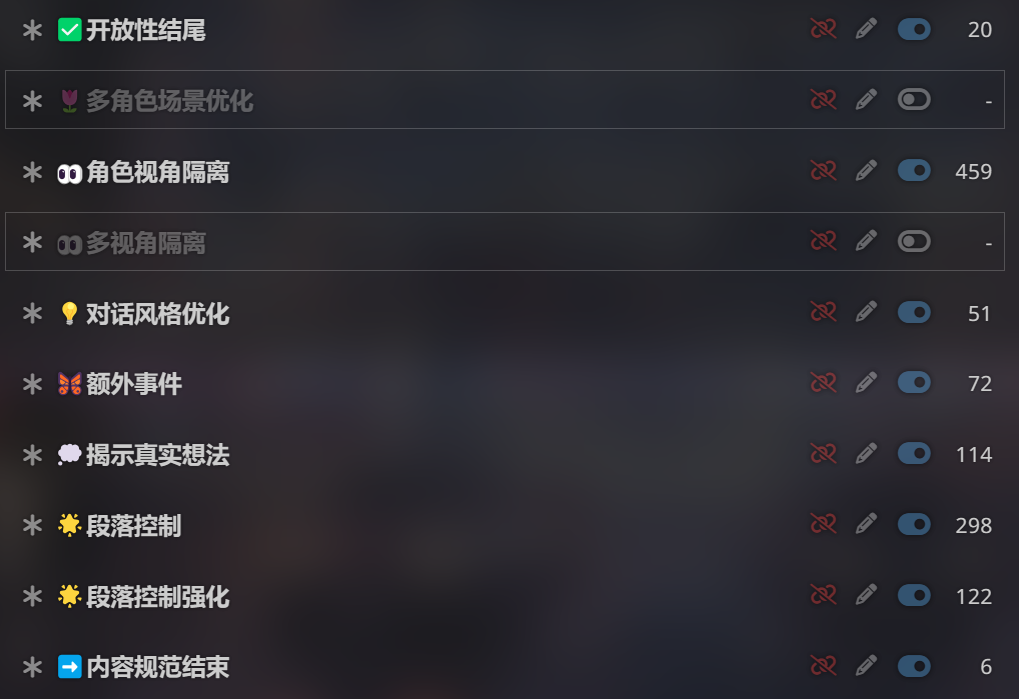 ✅开放性结尾 20
🌷多角色场景优化 -
👀角色视角隔离 459
👀多视角隔离 -
💡对话风格优化 51
🦋额外事件 72
💭揭示真实想法 114
🌟段落控制 298
🌟段落控制强化 122
➡️内容规范结束 6